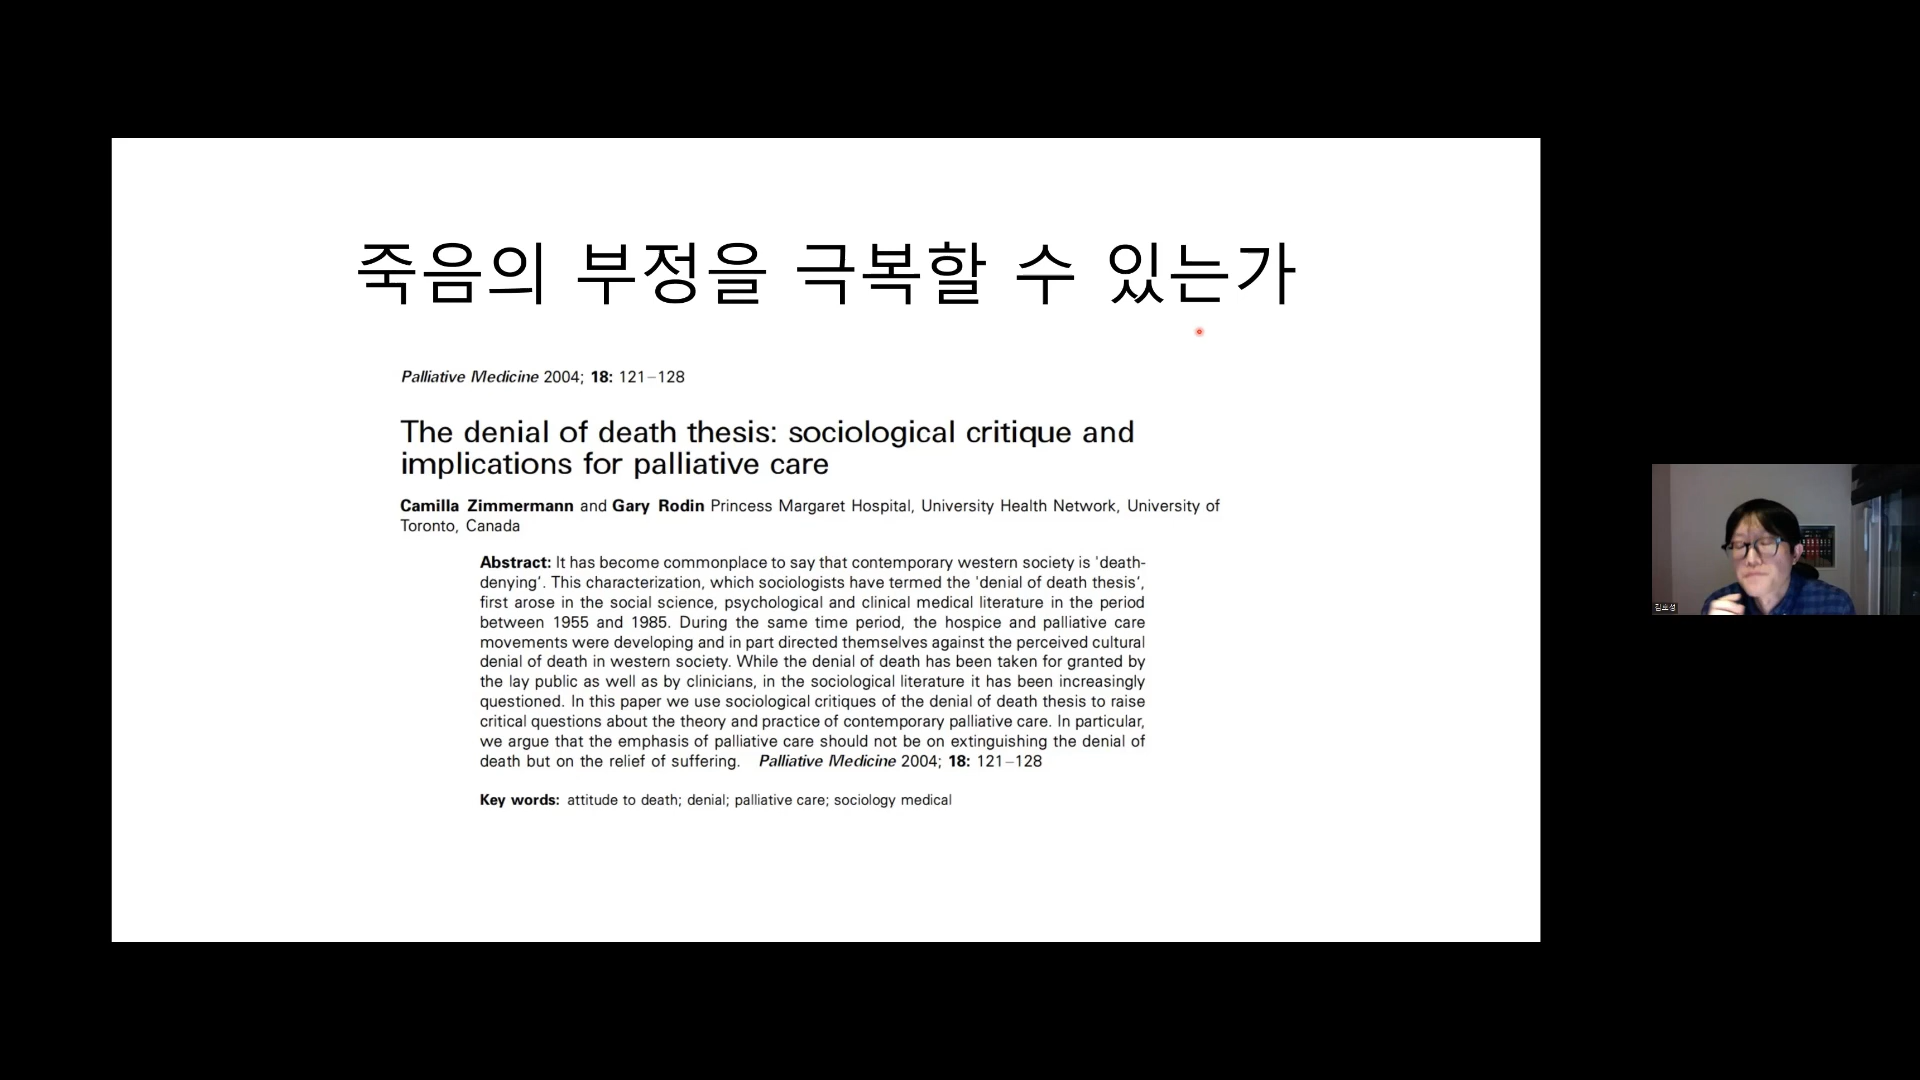 죽음의 부정을 극복할 수 있는가
Palliative Medicine 2004; 18: 121–128
The denial of death thesis: sociological critique and
implications for palliative care
Camilla Zimmermann and Gary Rodin Princess Margaret Hospital, University Health Network, University of
Toronto, Canada
Abstract: It has become commonplace to say that contemporary western society is 'death-
denying'. This characterization, which sociologists have termed the 'denial of death thesis',
first arose in the social science, psychological and clinical medical literature in the period
between 1955 and 1985. During the same time period, the hospice and palliative care
movements were developing and in part directed themselves against the perceived cultural
denial of death in western society. While the denial of death has been taken for granted by
the lay public as well as by clinicians, in the sociological literature it has been increasingly
questioned. In this paper we use sociological critiques of the denial of death thesis to raise
critical questions about the theory and practice of contemporary palliative care. In particular,
we argue that the emphasis of palliative care should not be on extinguishing the denial of
death but on the relief of suffering. Palliative Medicine 2004; 18: 121–128
Key words: attitude to death; denial; palliative care; sociology medical
김호성